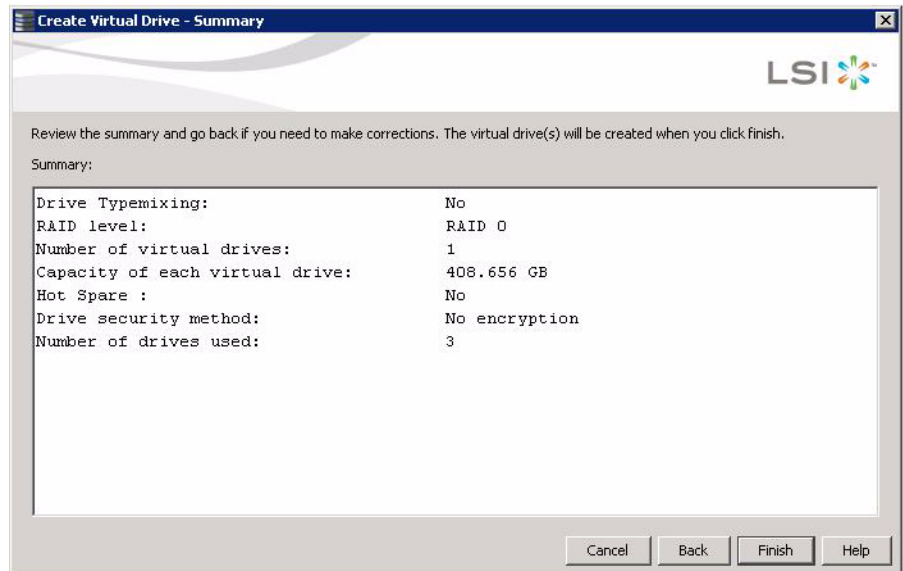 Create Virtual Drive - Summary
LSI
Review the summary and go back if you need to make corrections. The virtual drive(s) will be created when you click finish.
Summary:
Drive Typemixing: No
RAID level: RAID 0
Number of virtual drives: 1
Capacity of each virtual drive: 408.656 GB
Hot Spare : No
Drive security method: No encryption
Number of drives used: 3
Cancel Back Finish Help